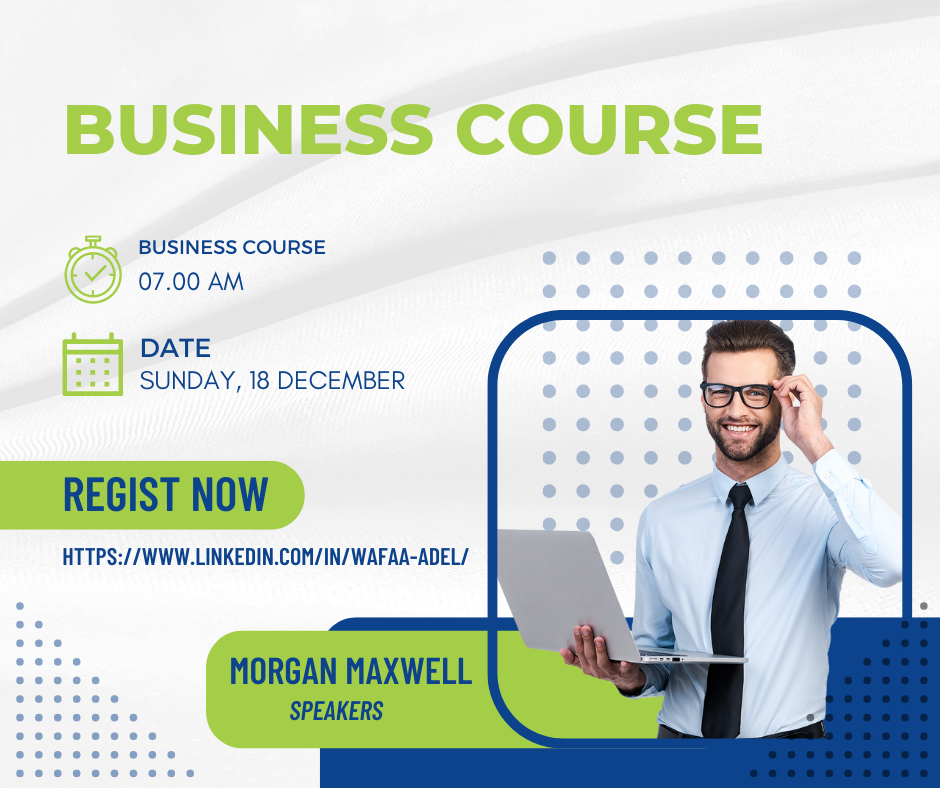 BUSINESS COURSE
BUSINESS COURSE
07.00 AM
DATE
SUNDAY, 18 DECEMBER
REGIST NOW
HTTPS://WWW.LINKEDIN.COM/IN/WAFAA-ADEL/
MORGAN MAXWELL
SPEAKERS